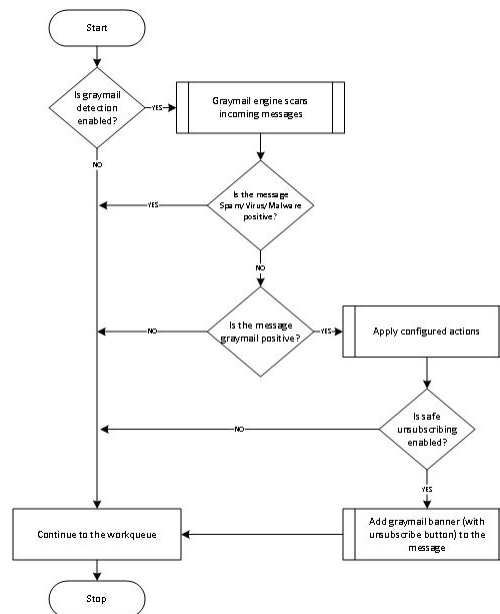 Start
Is graymail
detection
enabled?
YES
Graymail engine scans
incoming messages
NO
Is the message
Spam/Virus/Malware
positive?
YES
NO
Is the message
graymail positive?
NO
YES
Apply configured actions
Is safe
unsubscribing
enabled?
NO
YES
Continue to the workqueue
Add graymail banner (with
unsubscribe button) to the
message
Stop